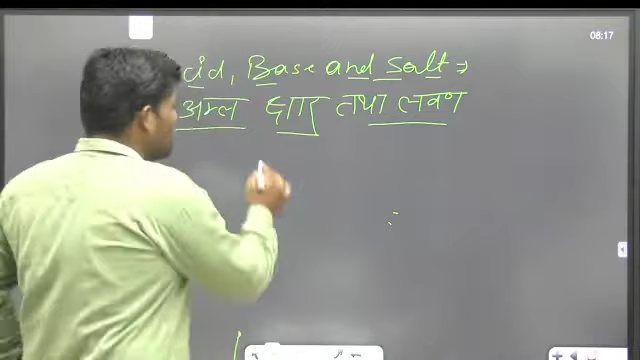 08:17
cid, Base and Salt ⇒
अम्ल क्षार तथा लवण